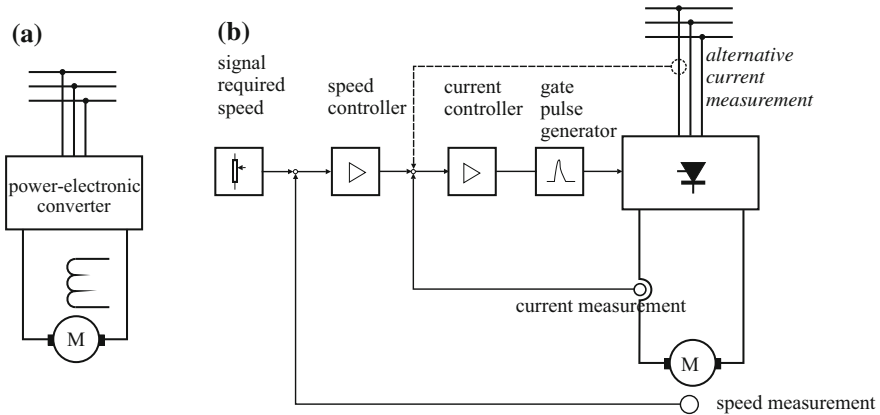 (a)
power-electronic
converter
M
(b)
signal
required
speed
speed
controller
current
controller
gate
pulse
generator
alternative
current
measurement
current measurement
M
speed measurement